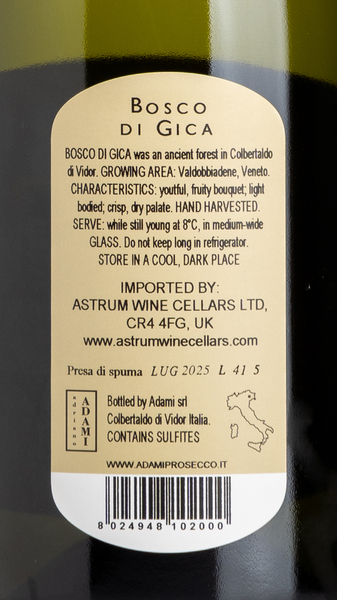 BOSCO
DI GICA
BOSCO DI GICA was an ancient forest in Colbertaldo
di Vidor. GROWING AREA: Valdobbiadene, Veneto.
CHARACTERISTICS: youtful, fruity bouquet; light
bodied; crisp, dry palate. HAND HARVESTED.
SERVE: while still young at 8°C, in medium-wide
GLASS. Do not keep long in refrigerator.
STORE IN A COOL, DARK PLACE
IMPORTED BY:
ASTRUM WINE CELLARS LTD,
CR4 4FG, UK
www.astrumwinecellars.com
Presa di spuma LUG 2025 L 41 5
adriano
ADAMI
Bottled by Adami srl
Colbertaldo di Vidor Italia.
CONTAINS SULFITES
WWW.ADAMIPROSECCO.IT
8 024948 102000